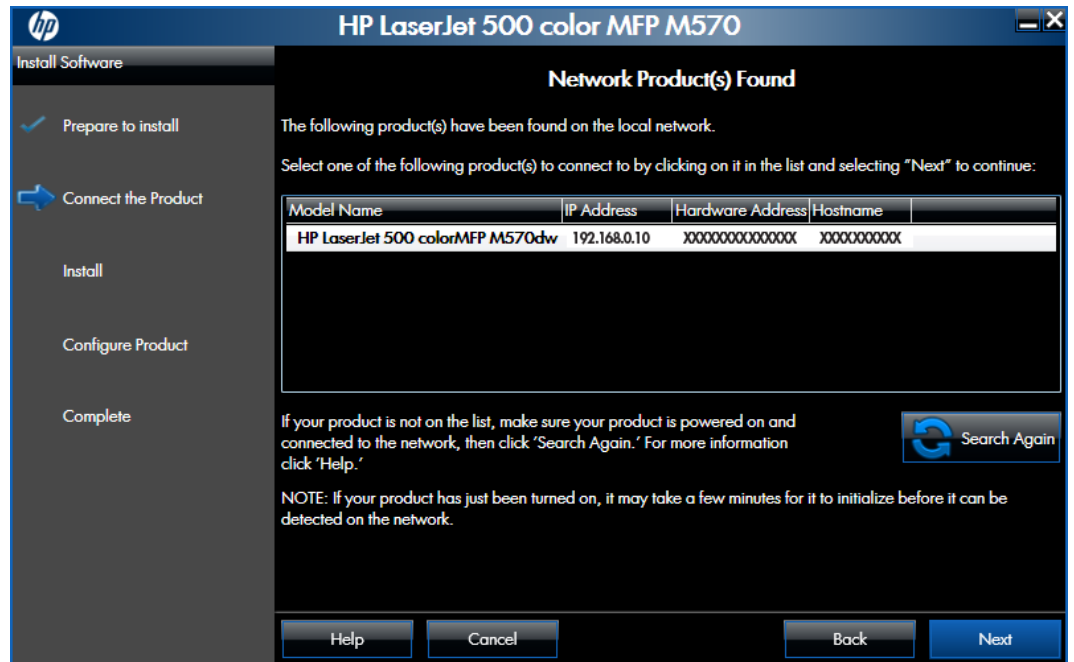 hp
HP LaserJet 500 color MFP M570
Install Software
Prepare to install
Connect the Product
Install
Configure Product
Complete
Network Product(s) Found
The following product(s) have been found on the local network.
Select one of the following product(s) to connect to by clicking on it in the list and selecting "Next" to continue:
Model Name IP Address Hardware Address Hostname
HP LaserJet 500 colorMFP M570dw 192.168.0.10 XXXXXXXXXXXXXX XXXXXXXXXX
If your product is not on the list, make sure your product is powered on and
connected to the network, then click 'Search Again.' For more information
click 'Help.'
Search Again
NOTE: If your product has just been turned on, it may take a few minutes for it to initialize before it can be
detected on the network.
Help Cancel Back Next